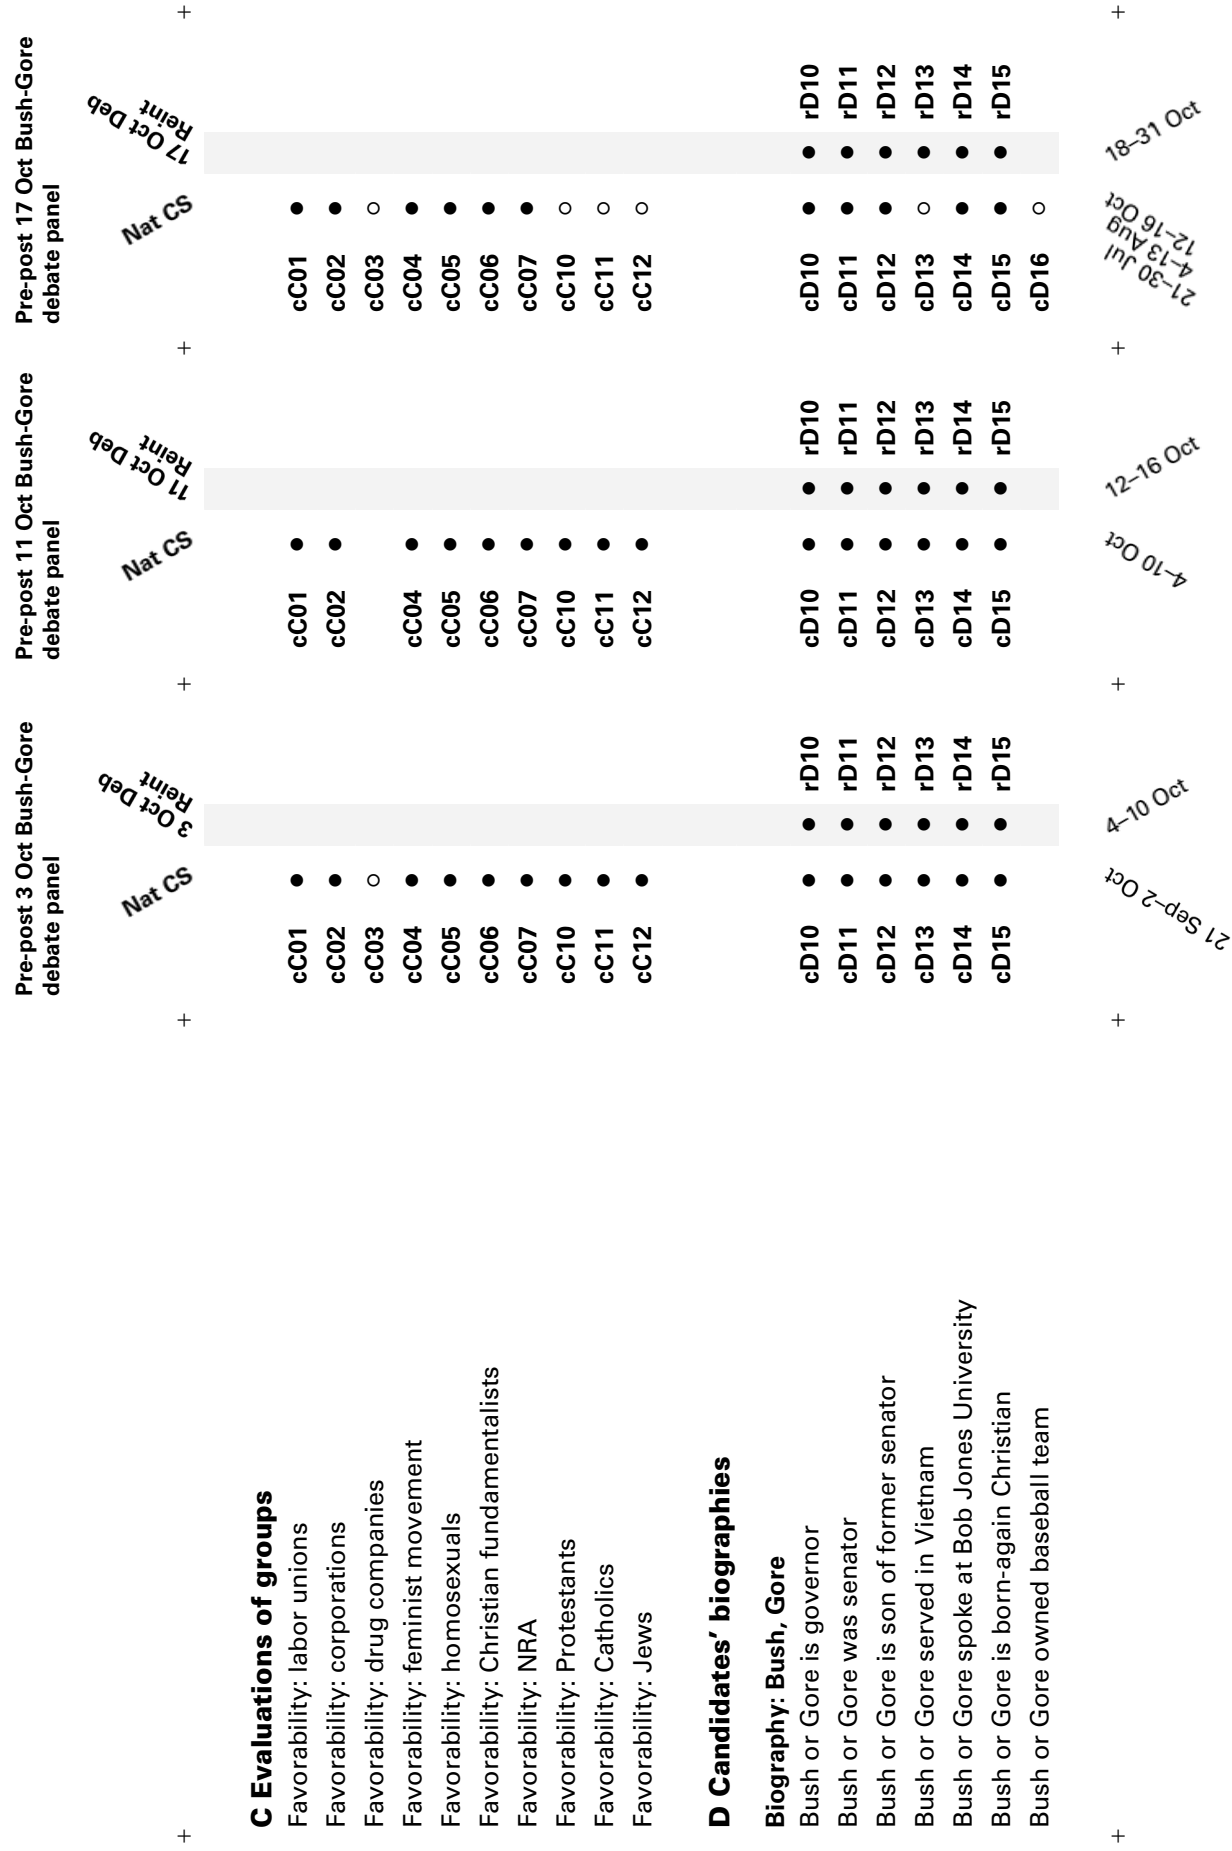 Pre-post 3 Oct Bush-Gore debate panel
Pre-post 11 Oct Bush-Gore debate panel
Pre-post 17 Oct Bush-Gore debate panel
Nat CS 3 Oct Deb Reint Nat CS 11 Oct Deb Reint Nat CS 17 Oct Deb Reint
C Evaluations of groups
Favorability: labor unions cC01 ● cC01 ● cC01 ●
Favorability: corporations cC02 ● cC02 ● cC02 ●
Favorability: drug companies cC03 ○ cC03 ○
Favorability: feminist movement cC04 ● cC04 ● cC04 ●
Favorability: homosexuals cC05 ● cC05 ● cC05 ●
Favorability: Christian fundamentalists cC06 ● cC06 ● cC06 ●
Favorability: NRA cC07 ● cC07 ● cC07 ●
Favorability: Protestants cC10 ● cC10 ● cC10 ○
Favorability: Catholics cC11 ● cC11 ● cC11 ○
Favorability: Jews cC12 ● cC12 ● cC12 ○
D Candidates’ biographies
Biography: Bush, Gore
Bush or Gore is governor cD10 ● ● rD10 cD10 ● ● rD10 cD10 ● ● rD10
Bush or Gore was senator cD11 ● ● rD11 cD11 ● ● rD11 cD11 ● ● rD11
Bush or Gore is son of former senator cD12 ● ● rD12 cD12 ● ● rD12 cD12 ● ● rD12
Bush or Gore served in Vietnam cD13 ● ● rD13 cD13 ● ● rD13 cD13 ○ ● rD13
Bush or Gore spoke at Bob Jones University cD14 ● ● rD14 cD14 ● ● rD14 cD14 ● ● rD14
Bush or Gore is born-again Christian cD15 ● ● rD15 cD15 ● ● rD15 cD15 ● ● rD15
Bush or Gore owned baseball team cD16 ○
21 Sep–2 Oct 4–10 Oct 4–10 Oct 12–16 Oct 21–30 Jul 4–13 Aug 12–16 Oct 18–31 Oct